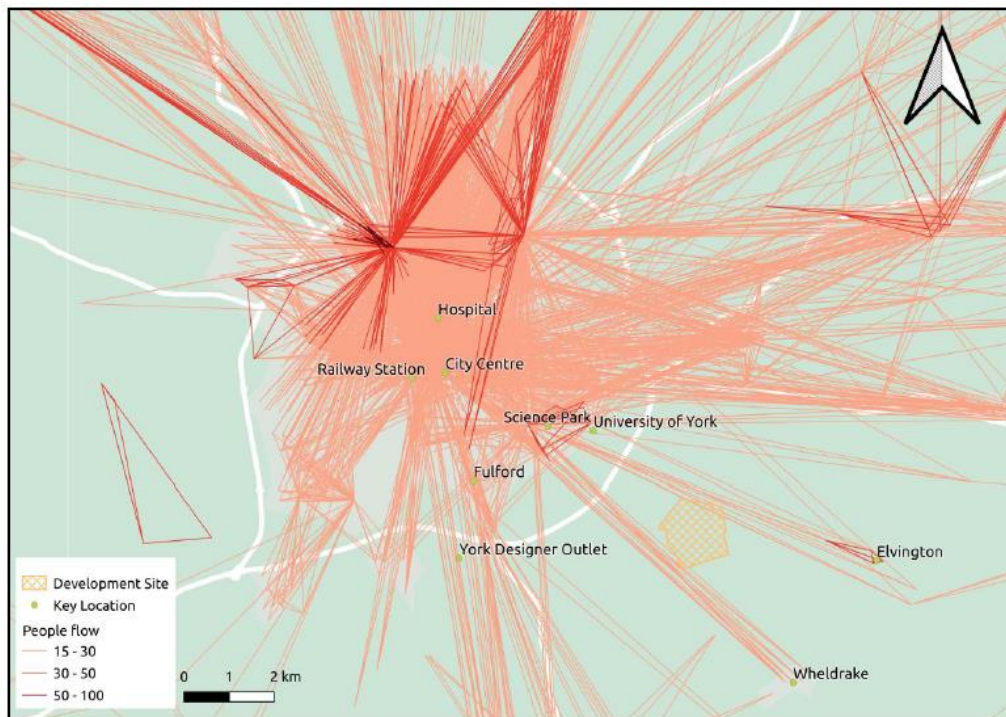 Hospital
City Centre
Railway Station
Science Park
University of York
Fulford
York Designer Outlet
Elvington
Wheldrake
Development Site
Key Location
People flow
15 - 30
30 - 50
50 - 100
0 1 2 km